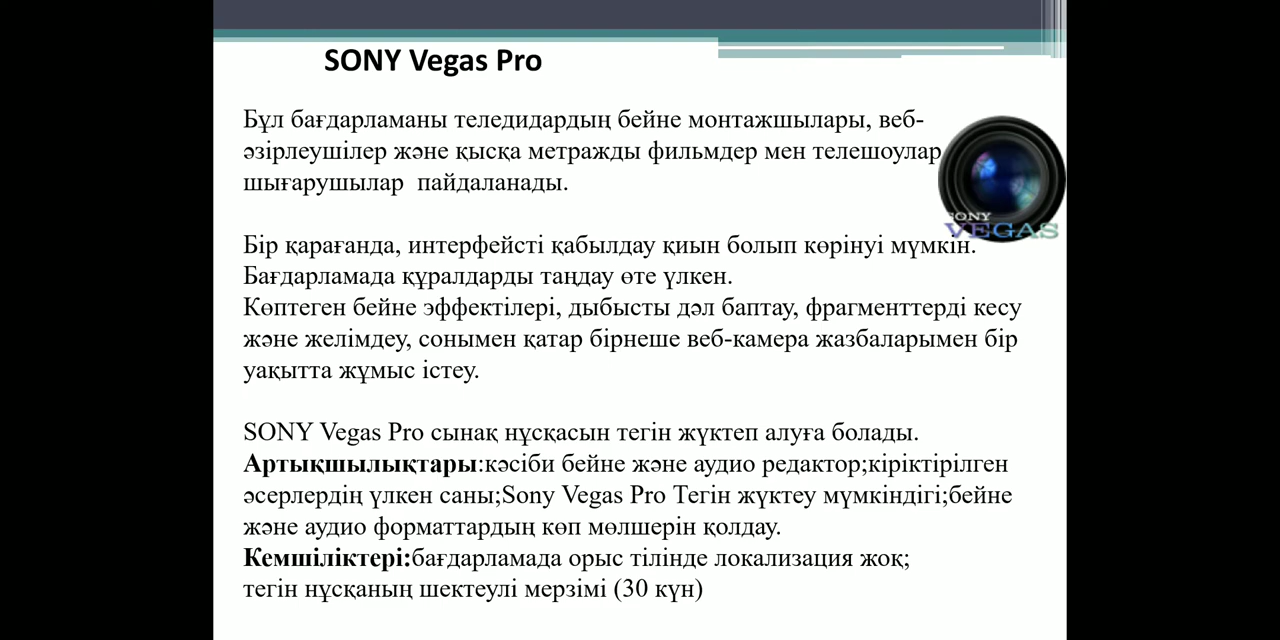 SONY Vegas Pro
Бұл бағдарламаны теледидардың бейне монтажшылары, веб-
әзірлеушілер және қысқа метражды фильмдер мен телешоулар
шығарушылар пайдаланады.
SONY
VEGAS
Бір қарағанда, интерфейсті қабылдау қиын болып көрінуі мүмкін.
Бағдарламада құралдарды таңдау өте үлкен.
Көптеген бейне эффектілері, дыбысты дәл баптау, фрагменттерді кесу
және желімдеу, сонымен қатар бірнеше веб-камера жазбаларымен бір
уақытта жұмыс істеу.
SONY Vegas Pro сынақ нұсқасын тегін жүктеп алуға болады.
Артықшылықтары:кәсіби бейне және аудио редактор;кіріктірілген
әсерлердің үлкен саны;Sony Vegas Pro Тегін жүктеу мүмкіндігі;бейне
және аудио форматтардың көп мөлшерін қолдау.
Кемшіліктері:бағдарламада орыс тілінде локализация жоқ;
тегін нұсқаның шектеулі мерзімі (30 күн)